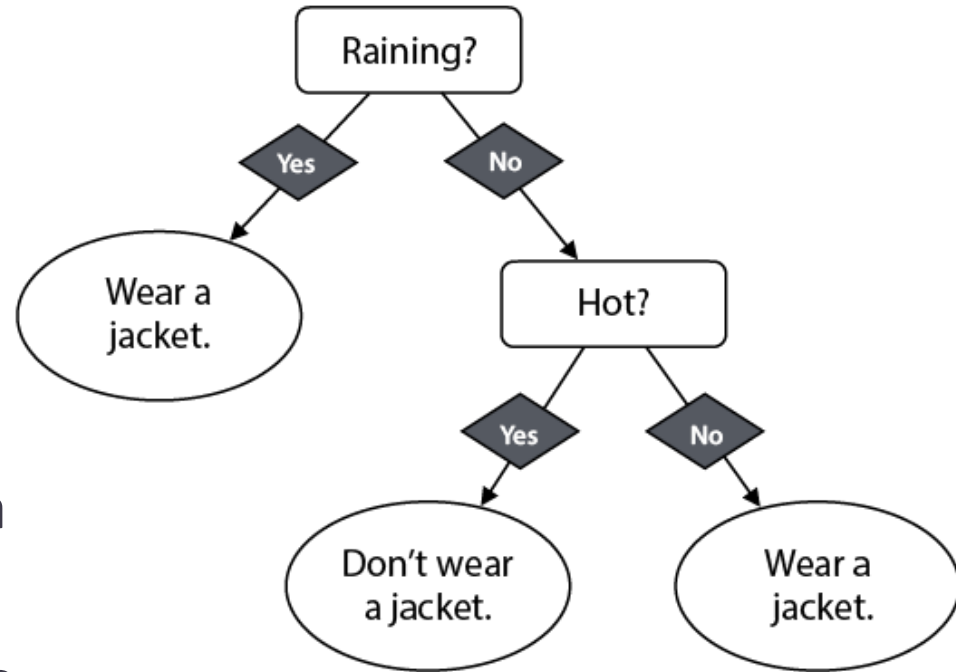 Raining?
Yes
No
Wear a
jacket.
Hot?
Yes
No
Don't wear
a jacket.
Wear a
jacket.